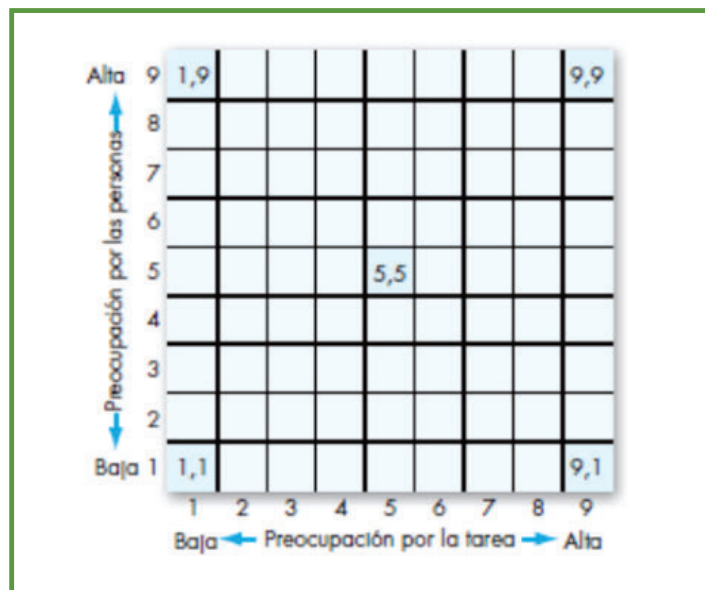 Alta 9 1,9 9,9
8
7
6
5 5,5
4
3
2
Baja 1 1,1 9,1
Preocupación por las personas
1 2 3 4 5 6 7 8 9
Baja Preocupación por la tarea Alta